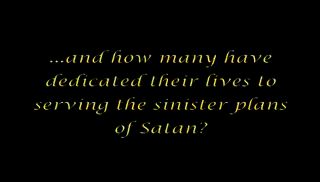 ...and how many have
dedicated their lives to
serving the sinister plans
of Satan?